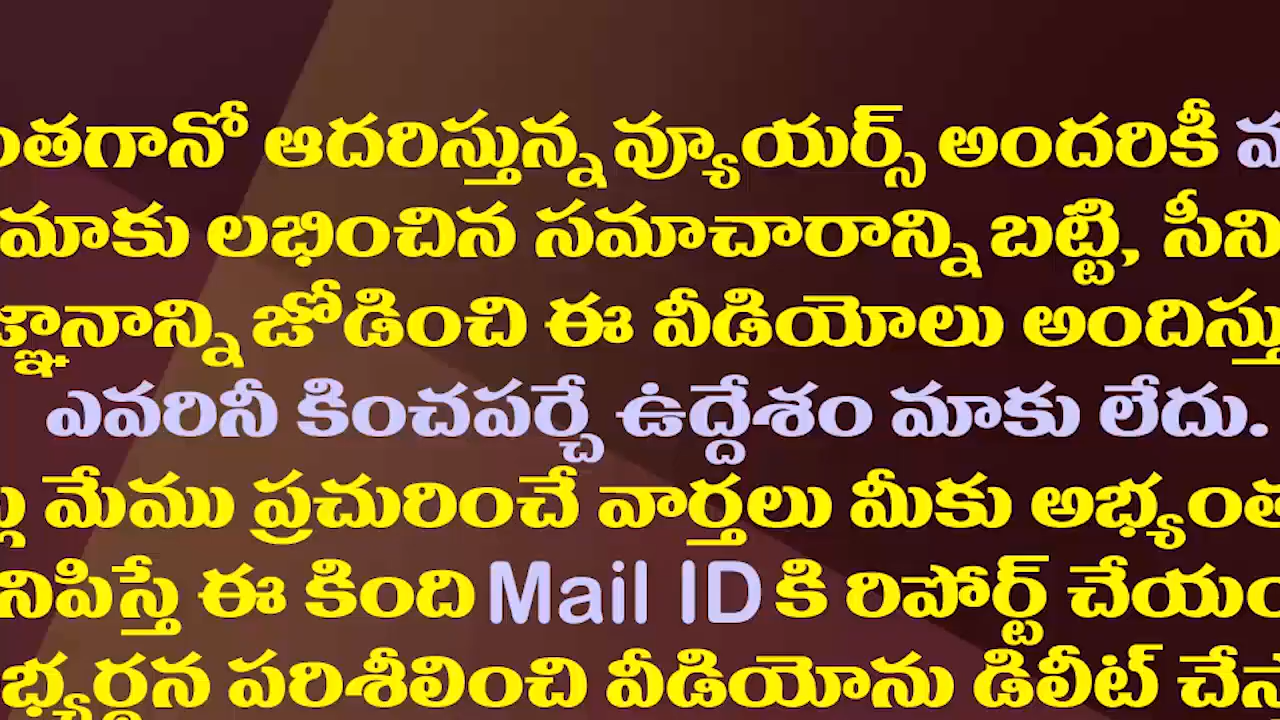 ంతగానో ఆదరిస్తున్న వ్యూయర్స్ అందరికీ
మాకు లభించిన సమాచారాన్ని బట్టి, సీని
జ్ఞానాన్ని జోడించి ఈ వీడియోలు అందిస్తు
ఎవరినీ కించపర్చే ఉద్దేశం మాకు లేదు.
మేము ప్రచురించే వార్తలు మీకు అభ్యంత
నిపిస్తే ఈ కింది Mail ID కి రిపోర్ట్ చేయం
భ్యర్థన పరిశీలించి వీడియోను డిలీట్ చేస